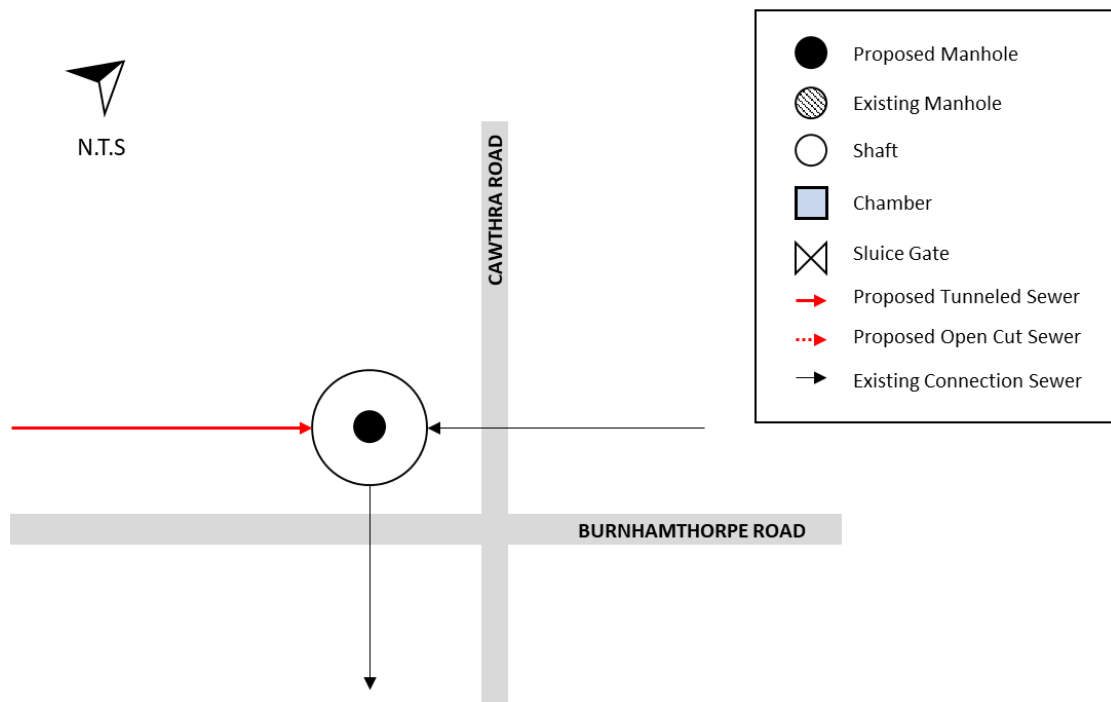 N.T.S
CAWTHRA ROAD
BURNHAMTHORPE ROAD
Proposed Manhole
Existing Manhole
Shaft
Chamber
Sluice Gate
Proposed Tunneled Sewer
Proposed Open Cut Sewer
Existing Connection Sewer